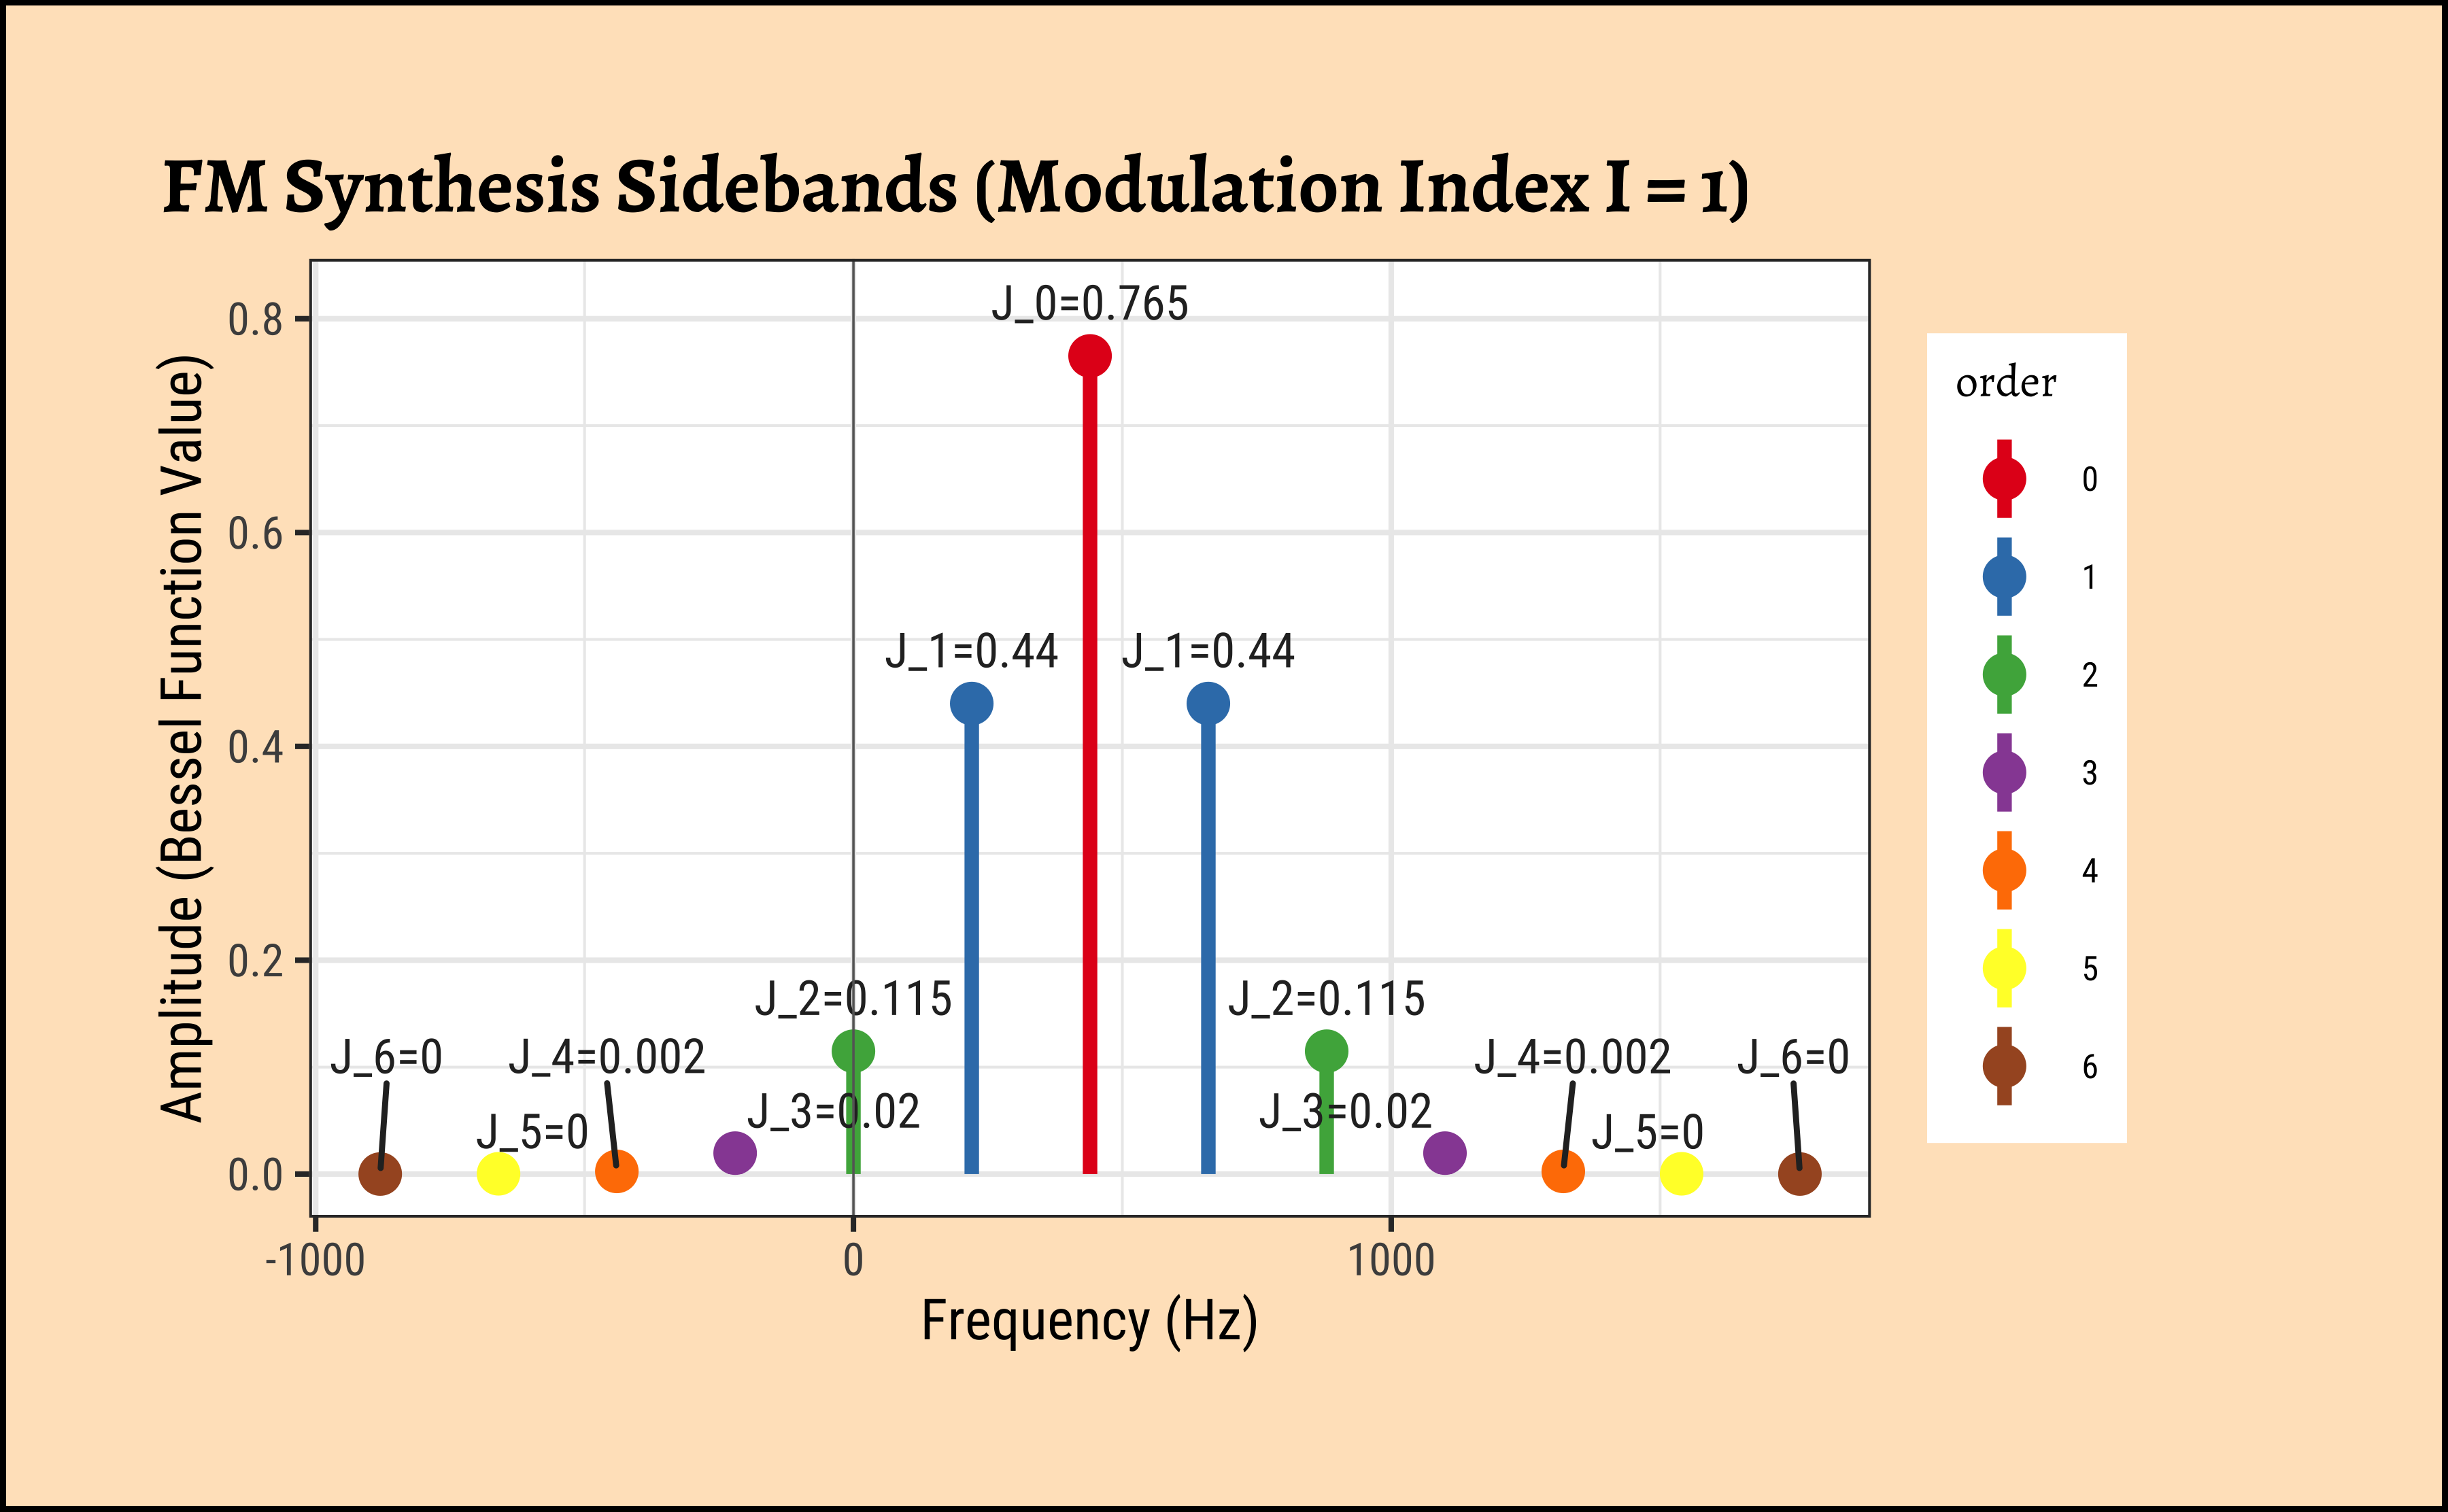 FM Synthesis Sidebands (Modulation Index I = 1)
Amplitude (Bessel Function Value)
0.8
0.6
0.4
0.2
0.0
J_0=0.765
J_1=0.44 J_1=0.44
J_2=0.115 J_2=0.115
J_6=0 J_4=0.002 J_4=0.002 J_6=0
J_3=0.02 J_3=0.02
J_5=0 J_5=0
-1000 0 1000
Frequency (Hz)
order
0
1
2
3
4
5
6